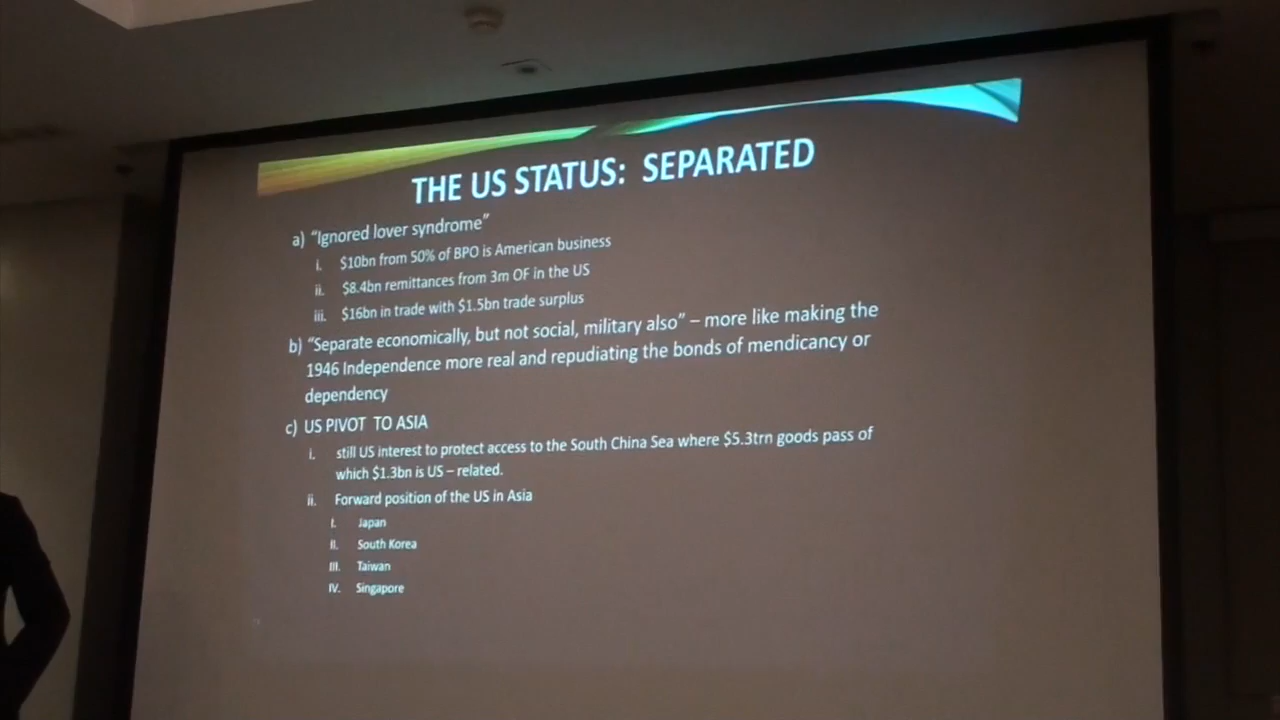 THE US STATUS: SEPARATED
a) “Ignored lover syndrome”
i. $10bn from 50% of BPO is American business
ii. $8.4bn remittances from 3m OF in the US
iii. $16bn in trade with $1.5bn trade surplus
b) “Separate economically, but not social, military also” – more like making the
1946 Independence more real and repudiating the bonds of mendicancy or
dependency
c) US PIVOT TO ASIA
i. still US interest to protect access to the South China Sea where $5.3trn goods pass of
which $1.3bn is US – related.
ii. Forward position of the US in Asia
I. Japan
II. South Korea
III. Taiwan
IV. Singapore